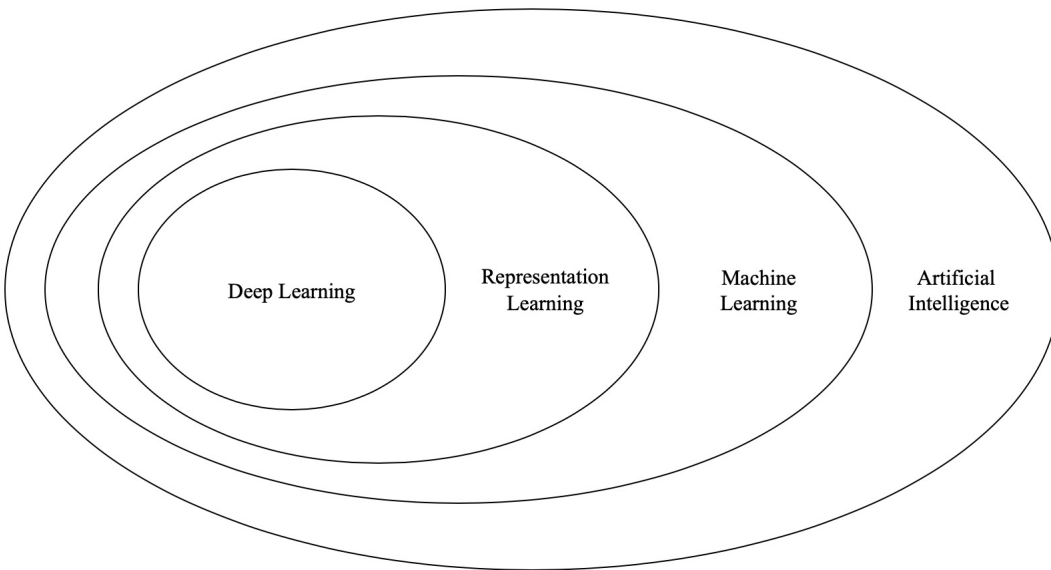 Deep Learning
Representation
Learning
Machine
Learning
Artificial
Intelligence